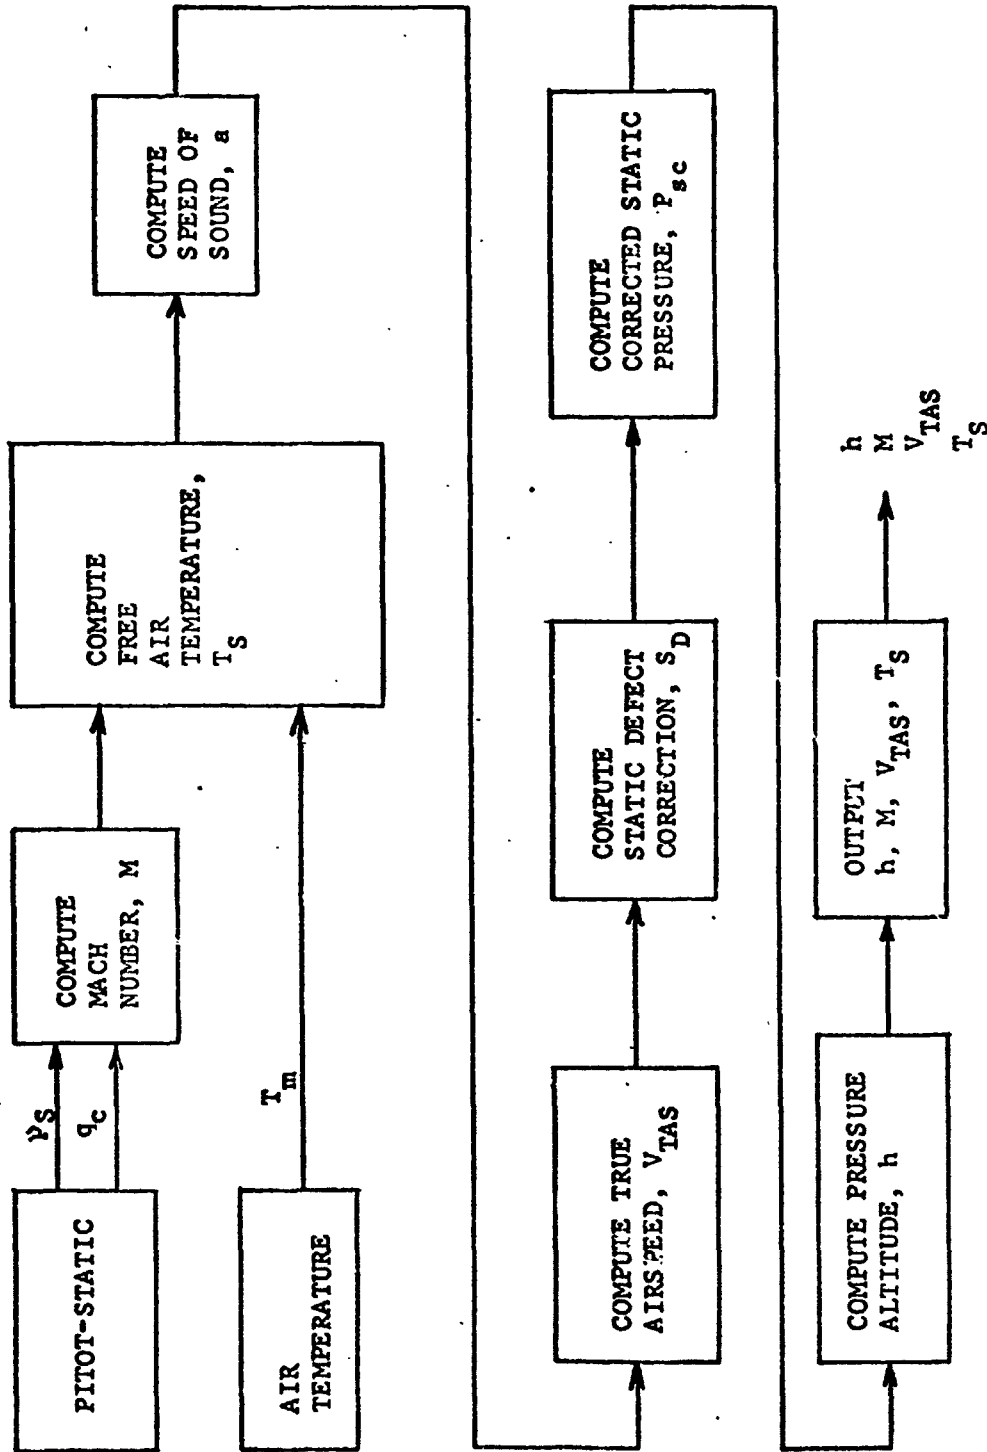 PITOT-STATIC
P_S
q_c
COMPUTE
MACH
NUMBER, M
AIR
TEMPERATURE
T_m
COMPUTE
FREE
AIR
TEMPERATURE,
T_S
COMPUTE
SPEED OF
SOUND, a
COMPUTE TRUE
AIRSPEED, V_TAS
COMPUTE
STATIC DEFECT
CORRECTION, S_D
COMPUTE
CORRECTED STATIC
PRESSURE, P_sc
COMPUTE PRESSURE
ALTITUDE, h
OUTPUT
h, M, V_TAS, T_S
h
M
V_TAS
T_S